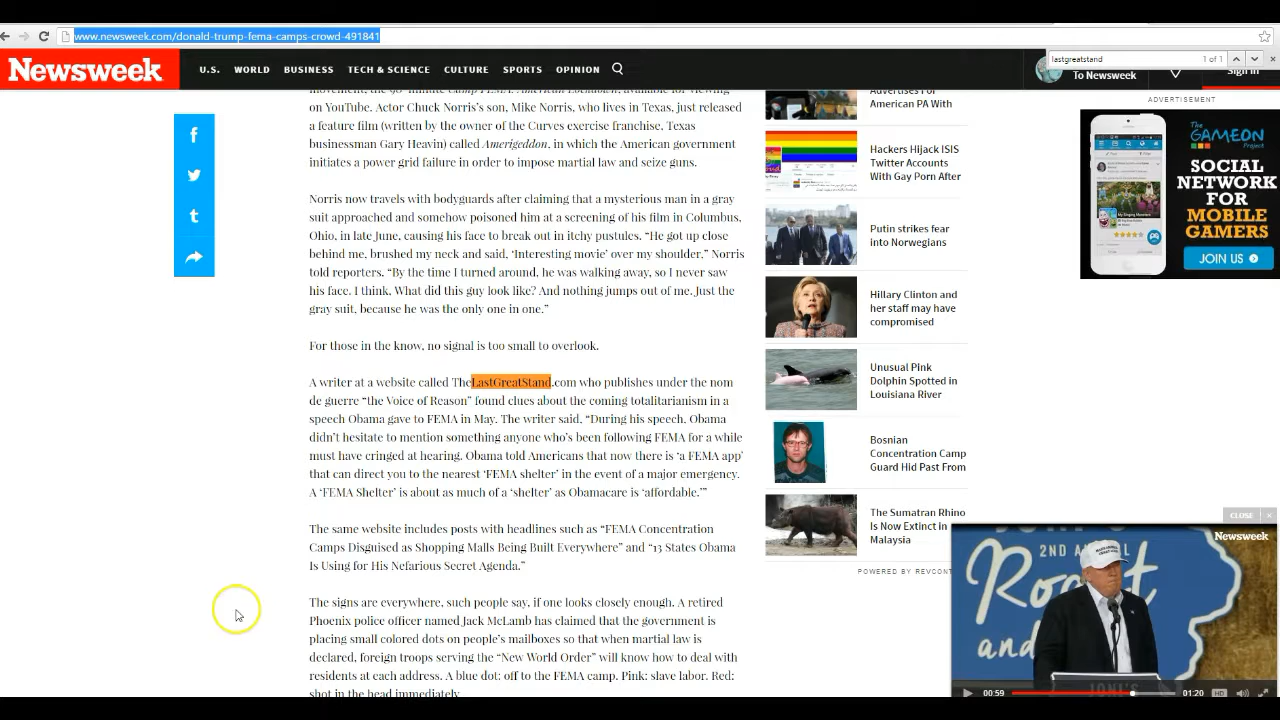 www.newsweek.com/donald-trump-fema-camps-crowd-491841
lastgreatstand
1 of 1
Newsweek
U.S.
WORLD
BUSINESS
TECH & SCIENCE
CULTURE
SPORTS
OPINION
To Newsweek
Sign in
on YouTube. Actor Chuck Norris's son, Mike Norris, who lives in Texas, just released
a feature film (written by the owner of the Curves exercise franchise, Texas
businessman Gary Heavin) called Amerigeddon, in which the American government
initiates a power grid failure in order to impose martial law and seize guns.
Norris now travels with bodyguards after claiming that a mysterious man in a gray
suit approached and somehow poisoned him at a screening of his film in Columbus,
Ohio, in late June, causing his face to break out in itchy pustules. “He got close
behind me, brushed my arm and said, ‘Interesting movie’ over my shoulder,” Norris
told reporters. “By the time I turned around, he was walking away, so I never saw
his face. I think, What did this guy look like? And nothing jumps out of me. Just the
gray suit, because he was the only one in one.”
For those in the know, no signal is too small to overlook.
A writer at a website called TheLastGreatStand.com who publishes under the nom
de guerre “the Voice of Reason” found clues about the coming totalitarianism in a
speech Obama gave to FEMA in May. The writer said, “During his speech, Obama
didn’t hesitate to mention something anyone who’s been following FEMA for a while
must have cringed at hearing. Obama told Americans that now there is ‘a FEMA app’
that can direct you to the nearest ‘FEMA shelter’ in the event of a major emergency.
A ‘FEMA Shelter’ is about as much of a ‘shelter’ as Obamacare is ‘affordable.’”
The same website includes posts with headlines such as “FEMA Concentration
Camps Disguised as Shopping Malls Being Built Everywhere” and “13 States Obama
Is Using for His Nefarious Secret Agenda.”
The signs are everywhere, such people say, if one looks closely enough. A retired
Phoenix police officer named Jack McLamb has claimed that the government is
placing small colored dots on people’s mailboxes so that when martial law is
declared, foreign troops serving the “New World Order” will know how to deal with
residents at each address. A blue dot: off to the FEMA camp. Pink: slave labor. Red:
shot in the head immediately.
Advertises For
American PA With
Hackers Hijack ISIS
Twitter Accounts
With Gay Porn After
Putin strikes fear
into Norwegians
Hillary Clinton and
her staff may have
compromised
Unusual Pink
Dolphin Spotted in
Louisiana River
Bosnian
Concentration Camp
Guard Hid Past From
The Sumatran Rhino
Is Now Extinct in
Malaysia
POWERED BY REVCONT
ADVERTISEMENT
The
GAMEON
Project
SOCIAL
NETWORK
FOR
MOBILE
GAMERS
JOIN US
CLOSE
Newsweek
2ND ANNUAL
Roast
and
00:59
01:20
HD